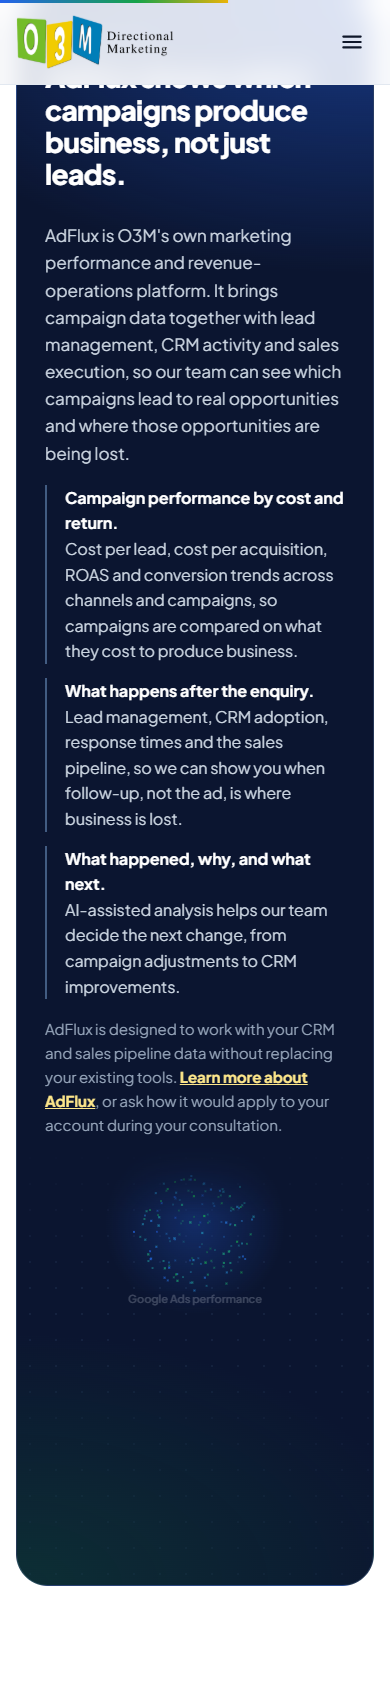 O3M Directional
Marketing
AdFlux shows which
campaigns produce
business, not just
leads.
AdFlux is O3M's own marketing
performance and revenue-
operations platform. It brings
campaign data together with lead
management, CRM activity and sales
execution, so our team can see which
campaigns lead to real opportunities
and where those opportunities are
being lost.
Campaign performance by cost and
return.
Cost per lead, cost per acquisition,
ROAS and conversion trends across
channels and campaigns, so
campaigns are compared on what
they cost to produce business.
What happens after the enquiry.
Lead management, CRM adoption,
response times and the sales
pipeline, so we can show you when
follow-up, not the ad, is where
business is lost.
What happened, why, and what
next.
AI-assisted analysis helps our team
decide the next change, from
campaign adjustments to CRM
improvements.
AdFlux is designed to work with your CRM
and sales pipeline data without replacing
your existing tools. Learn more about
AdFlux, or ask how it would apply to your
account during your consultation.
Google Ads performance